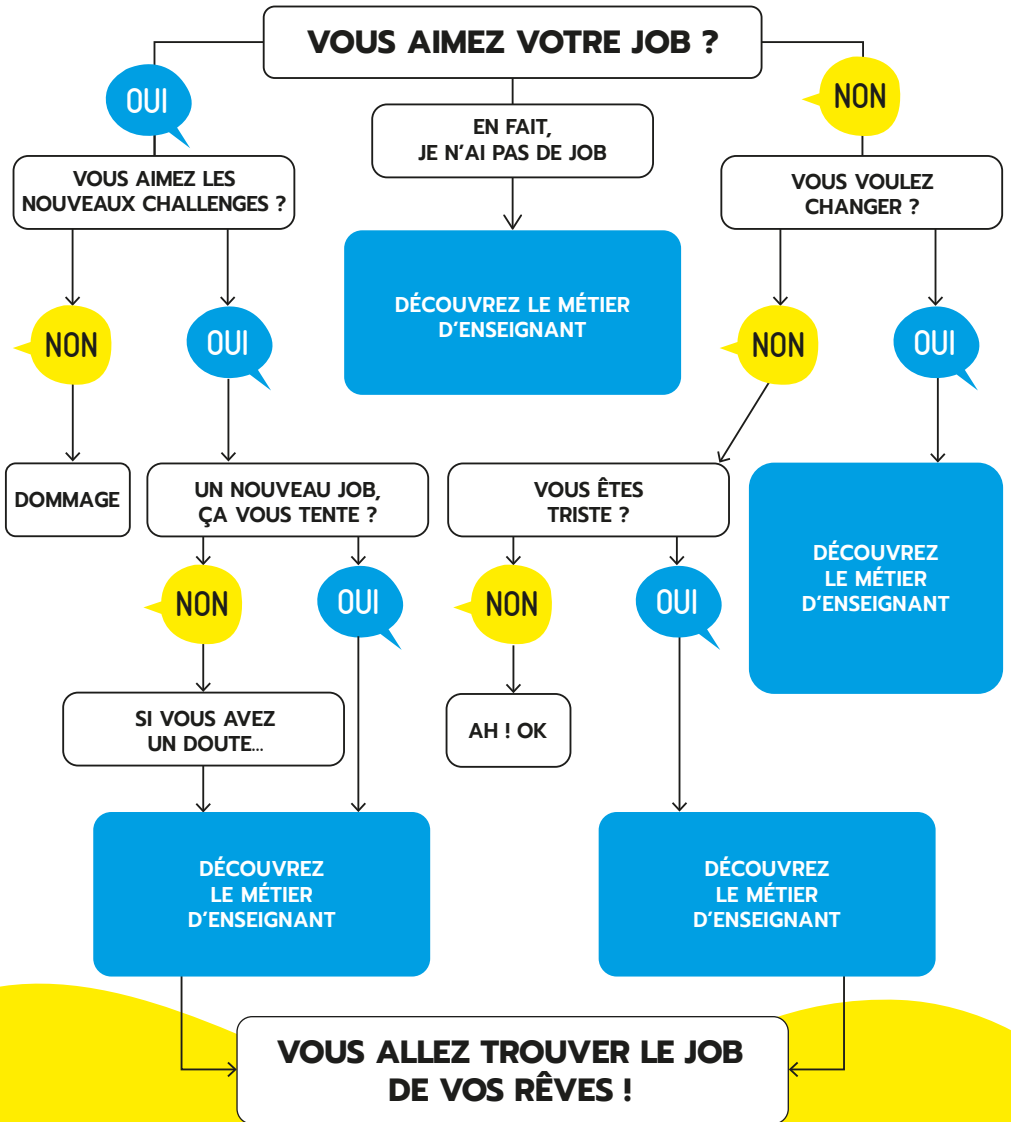 VOUS AIMEZ VOTRE JOB ?
OUI
NON
EN FAIT,
JE N'AI PAS DE JOB
VOUS AIMEZ LES
NOUVEAUX CHALLENGES ?
VOUS VOULEZ
CHANGER ?
DÉCOUVREZ LE MÉTIER
D'ENSEIGNANT
NON
OUI
NON
OUI
DOMMAGE
UN NOUVEAU JOB,
ÇA VOUS TENTE ?
VOUS ÊTES
TRISTE ?
DÉCOUVREZ
LE MÉTIER
D'ENSEIGNANT
NON
OUI
NON
OUI
SI VOUS AVEZ
UN DOUTE...
AH ! OK
DÉCOUVREZ
LE MÉTIER
D'ENSEIGNANT
DÉCOUVREZ
LE MÉTIER
D'ENSEIGNANT
VOUS ALLEZ TROUVER LE JOB
DE VOS RÊVES !